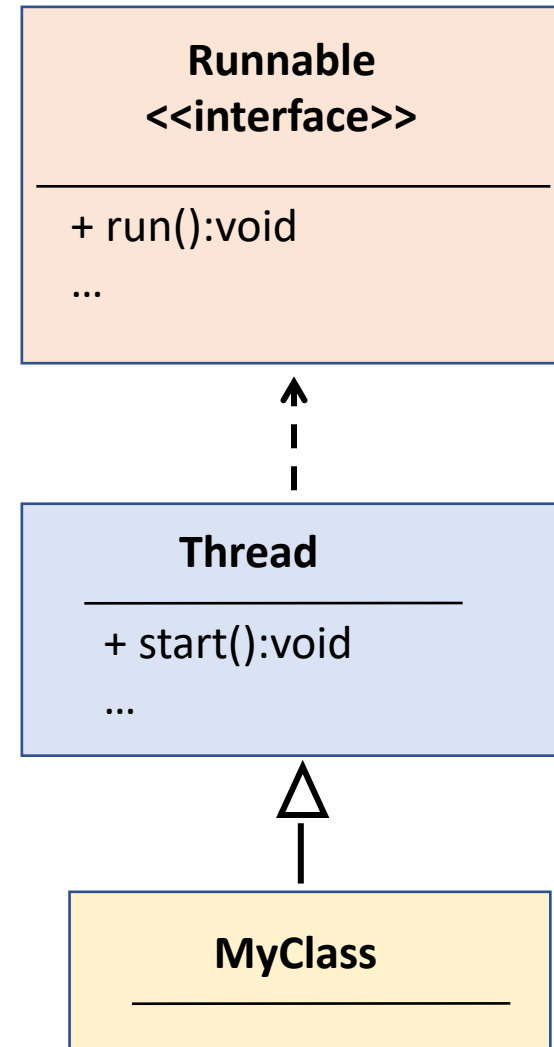 Runnable
<<interface>>
+ run():void
…
Thread
+ start():void
…
MyClass